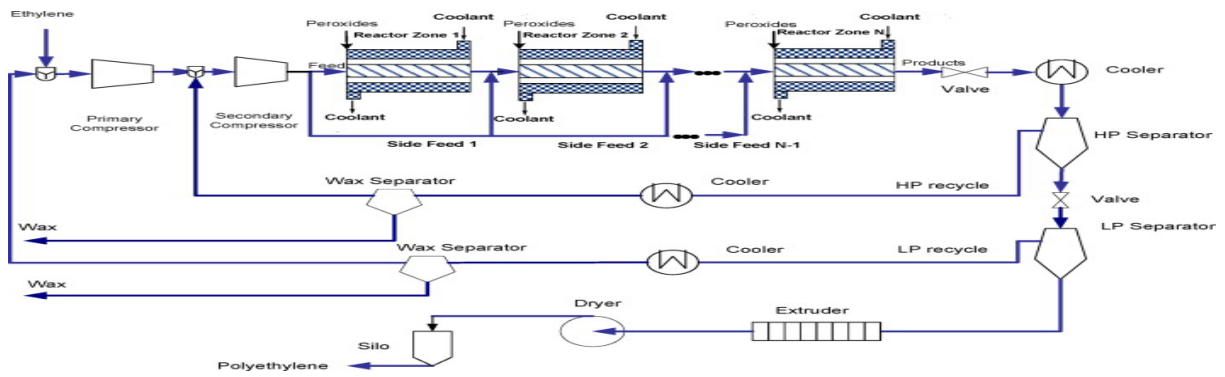 Ethylene
Primary
Compressor
Secondary
Compressor
Peroxides
Coolant
Reactor Zone 1
Feed
Coolant
Peroxides
Coolant
Reactor Zone 2
Coolant
Peroxides
Coolant
Reactor Zone N
Coolant
Products
Valve
Cooler
Side Feed 1
Side Feed 2
Side Feed N-1
HP Separator
Wax Separator
Cooler
HP recycle
Valve
Wax
LP Separator
Wax Separator
Cooler
LP recycle
Wax
Dryer
Extruder
Silo
Polyethylene